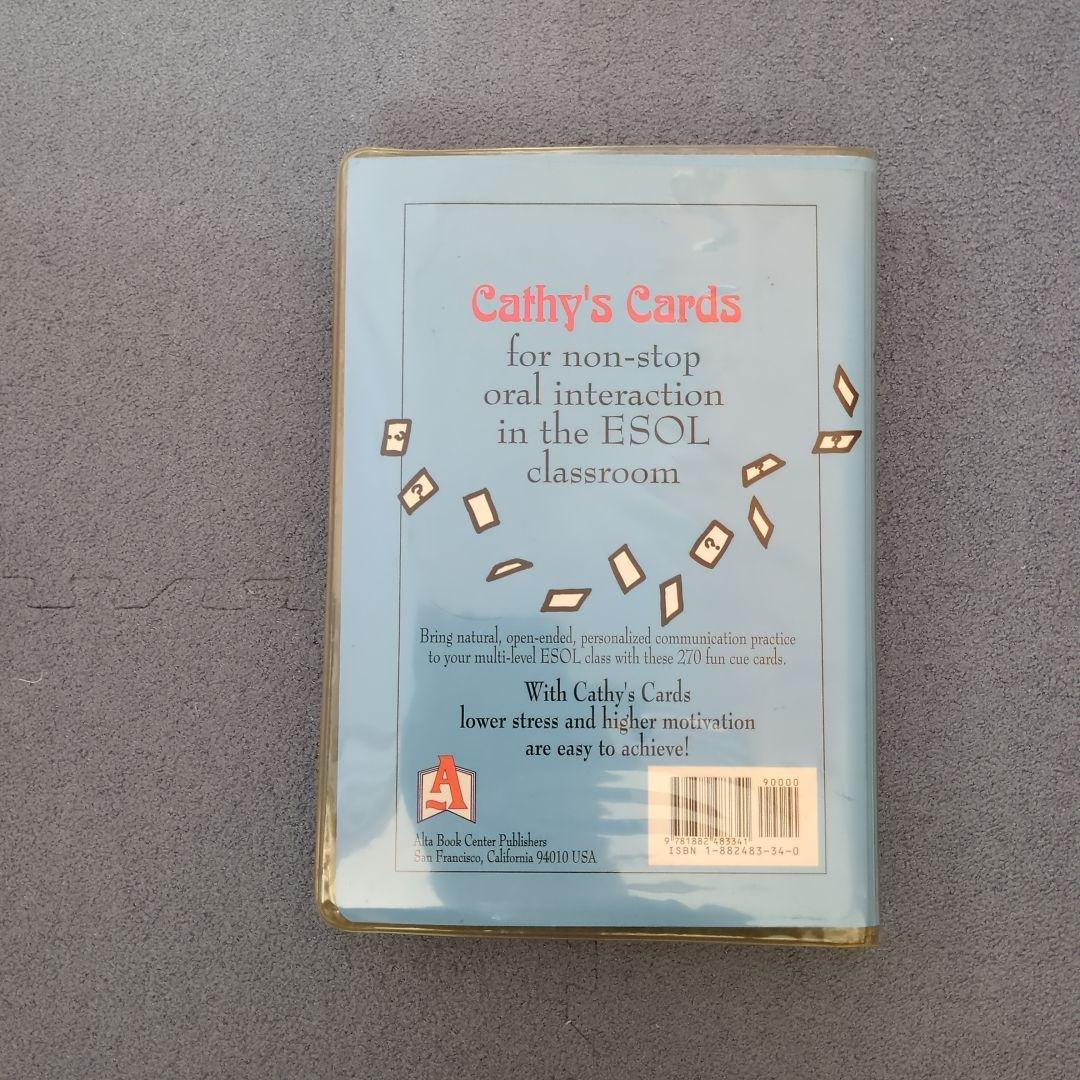 Cathy's Cards
for non-stop
oral interaction
in the ESOL
classroom
?
?
?
?
?
Bring natural, open-ended, personalized communication practice
to your multi-level ESOL class with these 270 fun cue cards.
With Cathy's Cards
lower stress and higher motivation
are easy to achieve!
A
Alta Book Center Publishers
San Francisco, California 94010 USA
90000
9 781882 483341
ISBN 1-882483-34-0